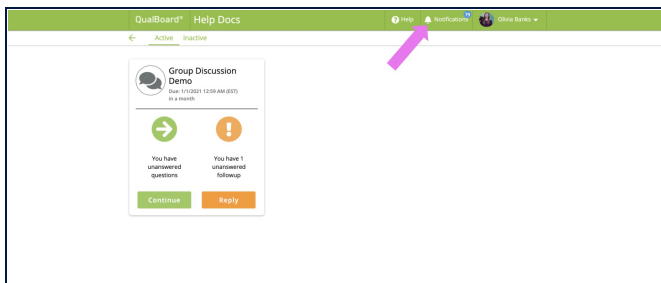 QualBoard® Help Docs
Help
Notifications
Olivia Banks
Active Inactive
Group Discussion
Demo
Due: 1/1/2021 12:59 AM (EST)
in a month
You have
unanswered
questions
You have 1
unanswered
followup
Continue
Reply